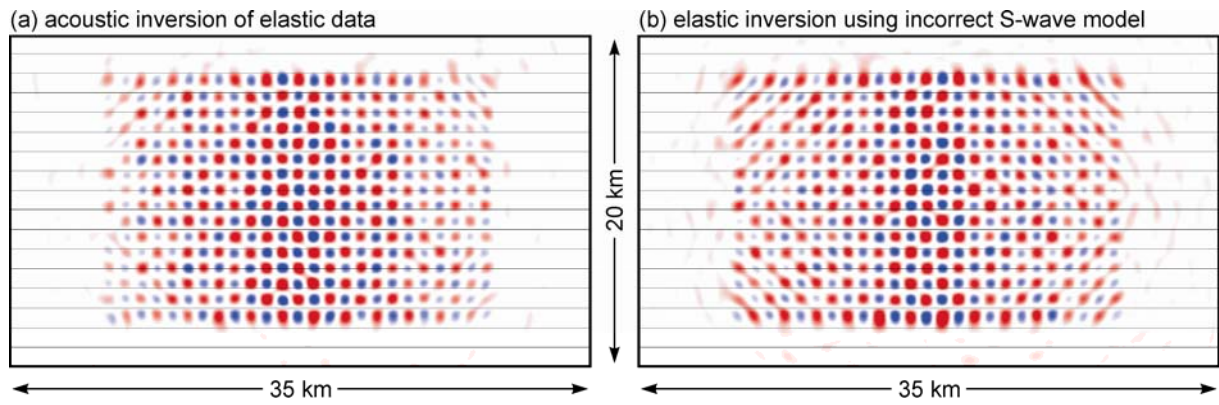 (a) acoustic inversion of elastic data
(b) elastic inversion using incorrect S-wave model
20 km
35 km
35 km